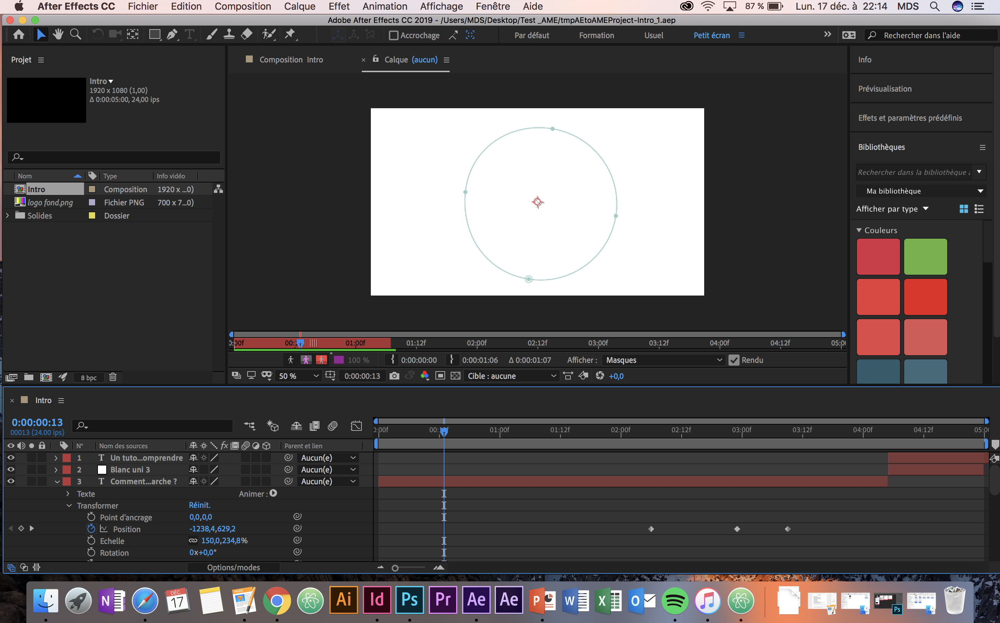 After Effects CC Fichier Edition Composition Calque Effet Animation Affichage Fenêtre Aide 87 % Lun. 17 déc. à 22:14 MDS
Adobe After Effects CC 2019 - /Users/MDS/Desktop/Test _AME/tmpAEtoAMEProject-Intro_1.aep
T Accrochage Par défaut Formation Usuel Petit écran Rechercher dans l'aide
Projet
Composition Intro
Calque (aucun)
Info
Intro
1920 x 1080 (1,00)
Δ 0:00:05:00, 24,00 ips
Prévisualisation
Effets et paramètres prédéfinis
Bibliothèques
Rechercher dans la bibliothèque
Ma bibliothèque
Afficher par type
Couleurs
Nom Type Info vidéo
Intro Composition 1920 x ...0)
logo fond.png Fichier PNG 700 x 7...0)
Solides Dossier
0:00f 00:1 01:00f 01:12f 02:00f 02:12f 03:00f 03:12f 04:00f 04:12f 05:0
100 % 0:00:00:00 0:00:01:06 Δ 0:00:01:07 Afficher : Masques Rendu
8 bpc
50 % 0:00:00:13 Cible : aucune +0,0
Intro
0:00:00:13
00013 (24.00 ips)
:00f 00:1 f 01:00f 01:12f 02:00f 02:12f 03:00f 03:12f 04:00f 04:12f 05:0
N° Nom des sources fx Parent et lien
1 T Un tuto...omprendre Aucun(e)
2 Blanc uni 3 Aucun(e)
3 T Comment...arche ? Aucun(e)
Texte Animer :
Transformer Réinit.
Point d'ancrage 0,0,0,0
Position -1238,4,629,2
Echelle 150,0,234,8%
Rotation 0x+0,0°
Options/modes
N DÉC. 17 PAGES Ai Id Ps Pr Ae Ae P W X O Ps